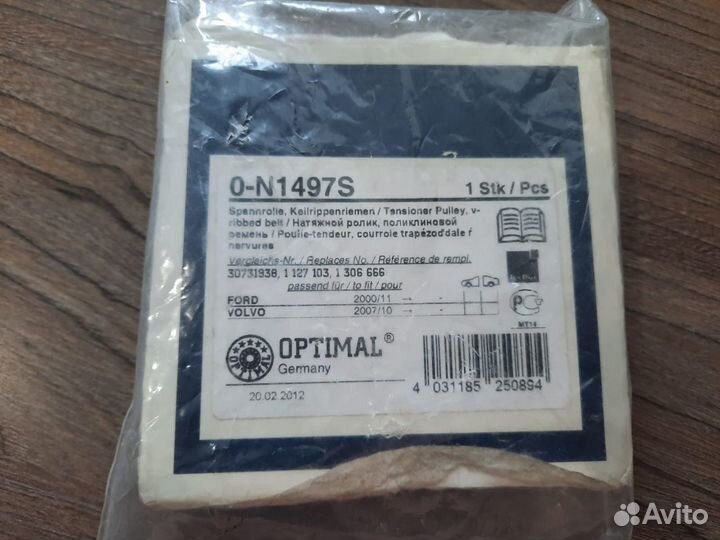 0-N1497S
1 Stk / Pcs
Spannrolle, Keilrippenriemen / Tensioner Pulley, v-
ribbed belt / Натяжной ролик, поликлиновой
ремень / Poulie-tendeur, courroie trapézoďdale ŕ
nervures
Vergleichs-Nr. / Replaces No. / Référence de rempl.
30731938, 1 127 103, 1 306 666
passend für / to fit / pour
FORD 2000/11 → -
VOLVO 2007/10 → -
PC
MT14
OPTIMAL®
Germany
20.02.2012
4 031185 250894
Avito